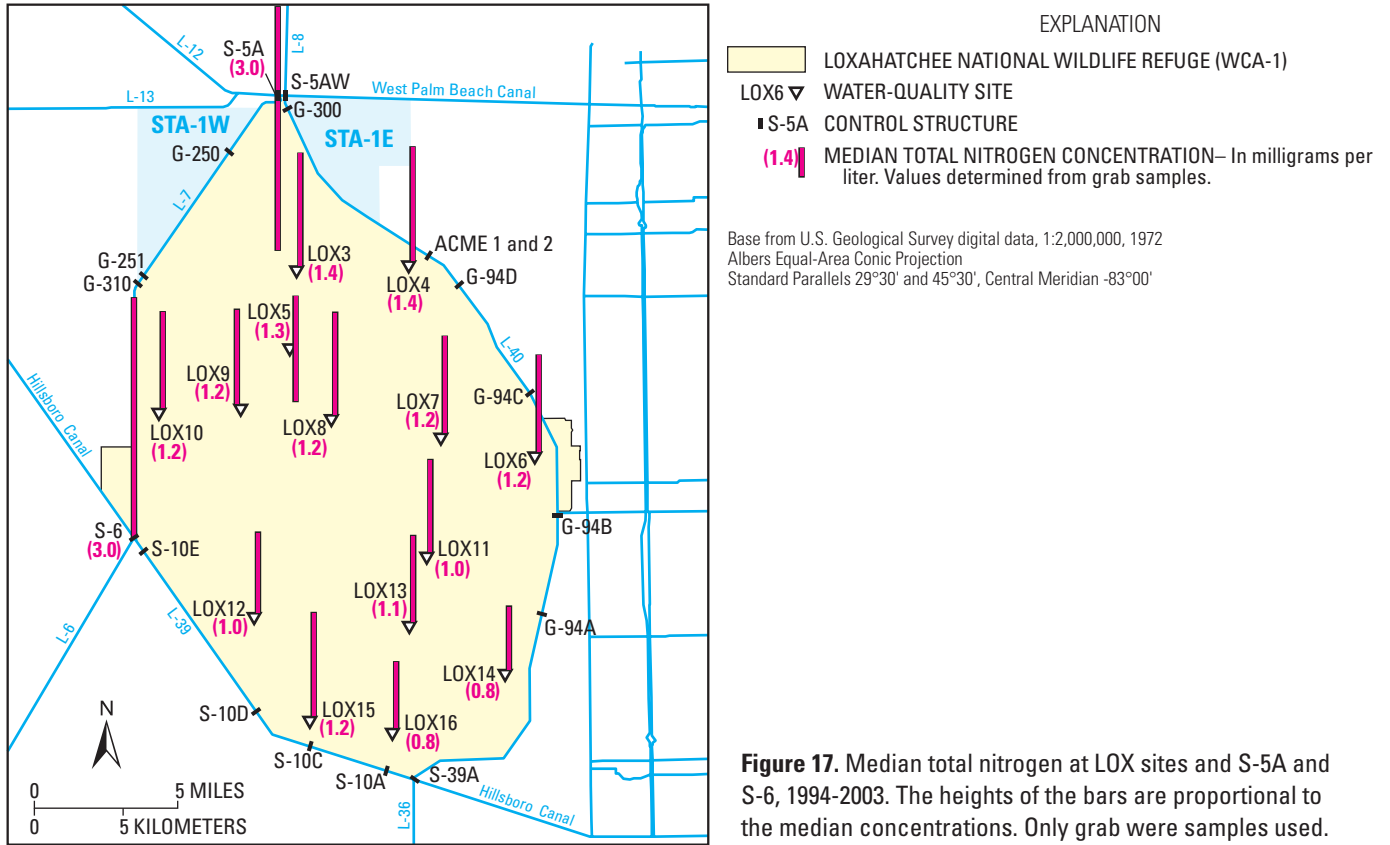 L-12
L-8
S-5A
(3.0)
S-5AW
West Palm Beach Canal
L-13
G-300
STA-1W
STA-1E
G-250
L-7
ACME 1 and 2
LOX3
(1.4)
G-251
G-310
LOX4
(1.4)
G-94D
LOX5
(1.3)
L-40
LOX9
(1.2)
G-94C
Hillsboro Canal
LOX7
(1.2)
LOX10
(1.2)
LOX8
(1.2)
LOX6
(1.2)
G-94B
S-6
(3.0)
S-10E
LOX11
(1.0)
LOX13
(1.1)
LOX12
(1.0)
L-39
G-94A
L-6
LOX14
(0.8)
N
S-10D
LOX15
(1.2)
LOX16
(0.8)
S-10C
S-10A
S-39A
Hillsboro Canal
L-36
0 5 MILES
0 5 KILOMETERS
EXPLANATION
LOXAHATCHEE NATIONAL WILDLIFE REFUGE (WCA-1)
LOX6 WATER-QUALITY SITE
S-5A CONTROL STRUCTURE
(1.4) MEDIAN TOTAL NITROGEN CONCENTRATION– In milligrams per
liter. Values determined from grab samples.
Base from U.S. Geological Survey digital data, 1:2,000,000, 1972
Albers Equal-Area Conic Projection
Standard Parallels 29°30' and 45°30', Central Meridian -83°00'
Figure 17. Median total nitrogen at LOX sites and S-5A and
S-6, 1994-2003. The heights of the bars are proportional to
the median concentrations. Only grab were samples used.